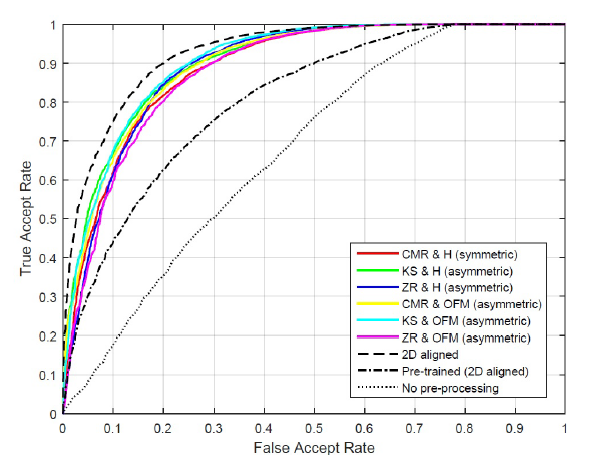 1
0.9
0.8
0.7
0.6
0.5
0.4
0.3
0.2
0.1
0
True Accept Rate
CMR & H (symmetric)
KS & H (asymmetric)
ZR & H (asymmetric)
CMR & OFM (asymmetric)
KS & OFM (asymmetric)
ZR & OFM (asymmetric)
2D aligned
Pre-trained (2D aligned)
No pre-processing
0 0.1 0.2 0.3 0.4 0.5 0.6 0.7 0.8 0.9 1
False Accept Rate